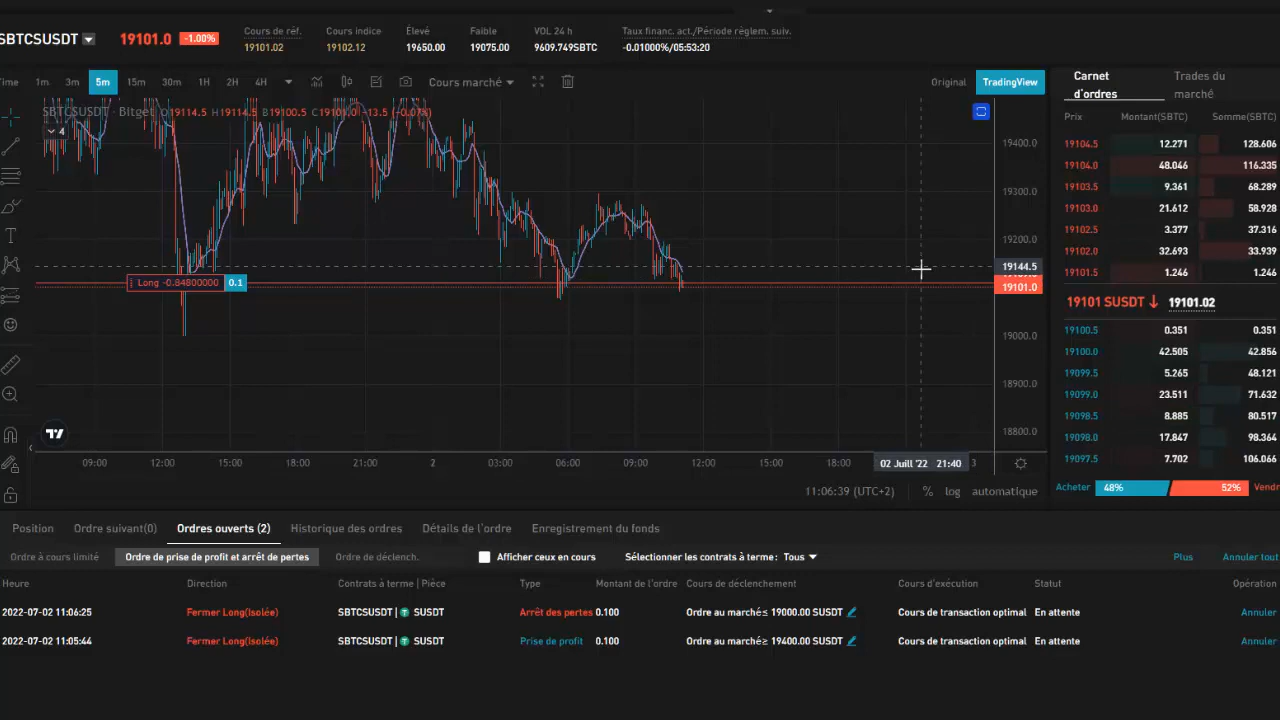 SBTCSUSDT 19101.0 -1.00%
Cours de réf. Cours indice Élevé Faible VOL 24 h Taux financ. act./Période règlem. suiv.
19101.02 19102.12 19650.00 19075.00 9609.749SBTC -0.01000%/05:53:20
Time 1m 3m 5m 15m 30m 1H 2H 4H Cours marché Original TradingView
SBTCSUSDT · Bitget O19114.5 H19114.5 B19100.5 C19101.0 -13.5 (-0.07%)
4
19400.0
19300.0
19200.0
19144.5
19101.0
19000.0
18900.0
18800.0
Long -0.84800000 0.1
09:00 12:00 15:00 18:00 21:00 2 03:00 06:00 09:00 12:00 15:00 18:00 02 Juill '22 21:40 3
11:06:39 (UTC+2) % log automatique
Carnet d'ordres Trades du marché
Prix Montant(SBTC) Somme(SBTC)
19104.5 12.271 128.606
19104.0 48.046 116.335
19103.5 9.361 68.289
19103.0 21.612 58.928
19102.5 3.377 37.316
19102.0 32.693 33.939
19101.5 1.246 1.246
19101 SUSDT 19101.02
19100.5 0.351 0.351
19100.0 42.505 42.856
19099.5 5.265 48.121
19099.0 23.511 71.632
19098.5 8.885 80.517
19098.0 17.847 98.364
19097.5 7.702 106.066
Acheter 48% 52% Vendr
Position Ordre suivant(0) Ordres ouverts (2) Historique des ordres Détails de l'ordre Enregistrement du fonds
Ordre à cours limité Ordre de prise de profit et arrêt de pertes Ordre de déclench. Afficher ceux en cours Sélectionner les contrats à terme: Tous Plus Annuler tout
Heure Direction Contrats à terme | Pièce Type Montant de l'ordre Cours de déclenchement Cours d'exécution Statut Opération
2022-07-02 11:06:25 Fermer Long(Isolée) SBTCSUSDT | SUSDT Arrêt des pertes 0.100 Ordre au marché≤ 19000.00 SUSDT Cours de transaction optimal En attente Annuler
2022-07-02 11:05:44 Fermer Long(Isolée) SBTCSUSDT | SUSDT Prise de profit 0.100 Ordre au marché≥ 19400.00 SUSDT Cours de transaction optimal En attente Annuler